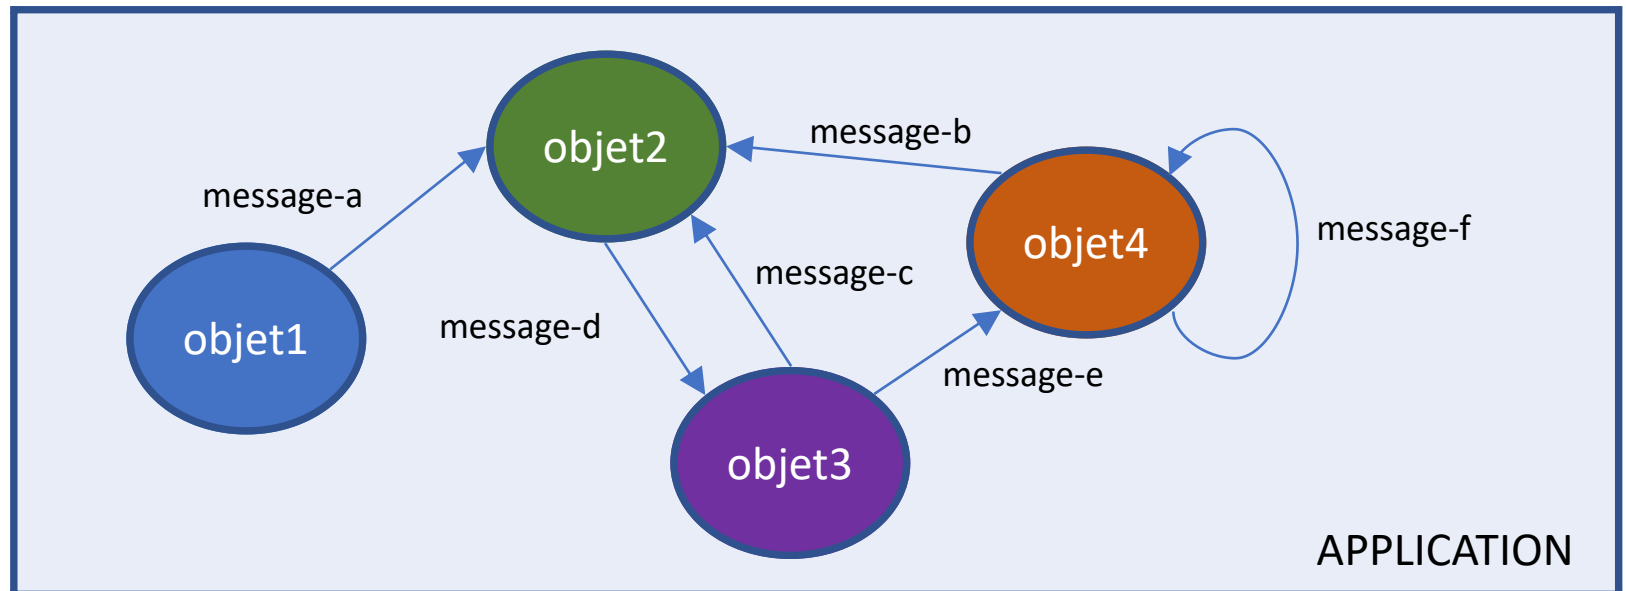 objet2
message-b
message-a
objet4
message-f
message-c
message-d
objet1
message-e
objet3
APPLICATION